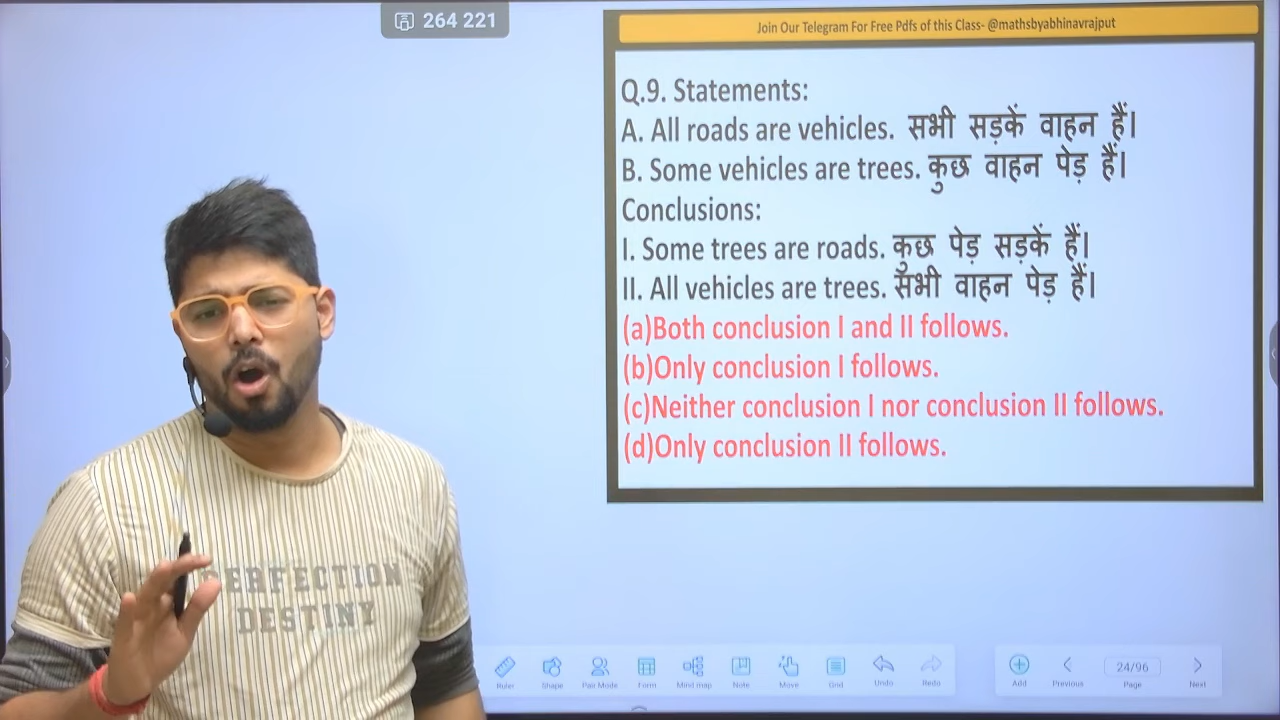 264 221
Join Our Telegram For Free Pdfs of this Class- @mathsbyabhinavrajput
Q.9. Statements:
A. All roads are vehicles. सभी सड़कें वाहन हैं।
B. Some vehicles are trees. कुछ वाहन पेड़ हैं।
Conclusions:
I. Some trees are roads. कुछ पेड़ सड़कें हैं।
II. All vehicles are trees. सभी वाहन पेड़ हैं।
(a)Both conclusion I and II follows.
(b)Only conclusion I follows.
(c)Neither conclusion I nor conclusion II follows.
(d)Only conclusion II follows.
PERFECTION
DESTINY
Ruler Shape Pair Mode Form Mind map Note Move Grid Undo Redo Add Previous 24/96 Page Next